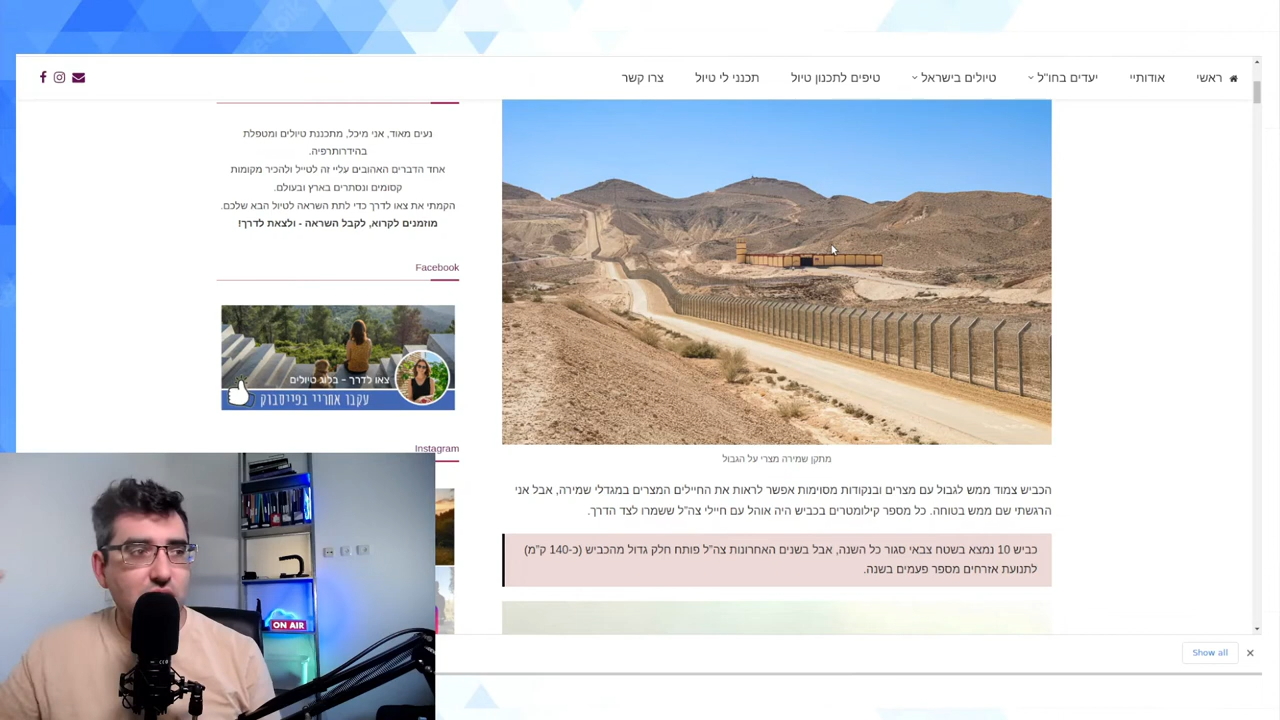 ראשי
אודותיי
יעדים בחו"ל
טיולים בישראל
טיפים לתכנון טיול
תכנני לי טיול
צרו קשר
נעים מאוד, אני מיכל, מתכננת טיולים ומטפלת
בהידרותרפיה.
אחד הדברים האהובים עליי זה לטייל ולהכיר מקומות
קסומים ונסתרים בארץ ובעולם.
הקמתי את צאו לדרך כדי לתת השראה לטיול הבא שלכם.
מוזמנים לקרוא, לקבל השראה - ולצאת לדרך!
Facebook
צאו לדרך - בלוג טיולים
עקבו אחריי בפייסבוק
Instagram
מתקן שמירה מצרי על הגבול
הכביש צמוד ממש לגבול עם מצרים ובנקודות מסוימות אפשר לראות את החיילים המצרים במגדלי שמירה, אבל אני
הרגשתי שם ממש בטוחה. כל מספר קילומטרים בכביש היה אוהל עם חיילי צה"ל ששמרו לצד הדרך.
כביש 10 נמצא בשטח צבאי סגור כל השנה, אבל בשנים האחרונות צה"ל פותח חלק גדול מהכביש (כ-140 ק"מ)
לתנועת אזרחים מספר פעמים בשנה.
ON AIR
Show all